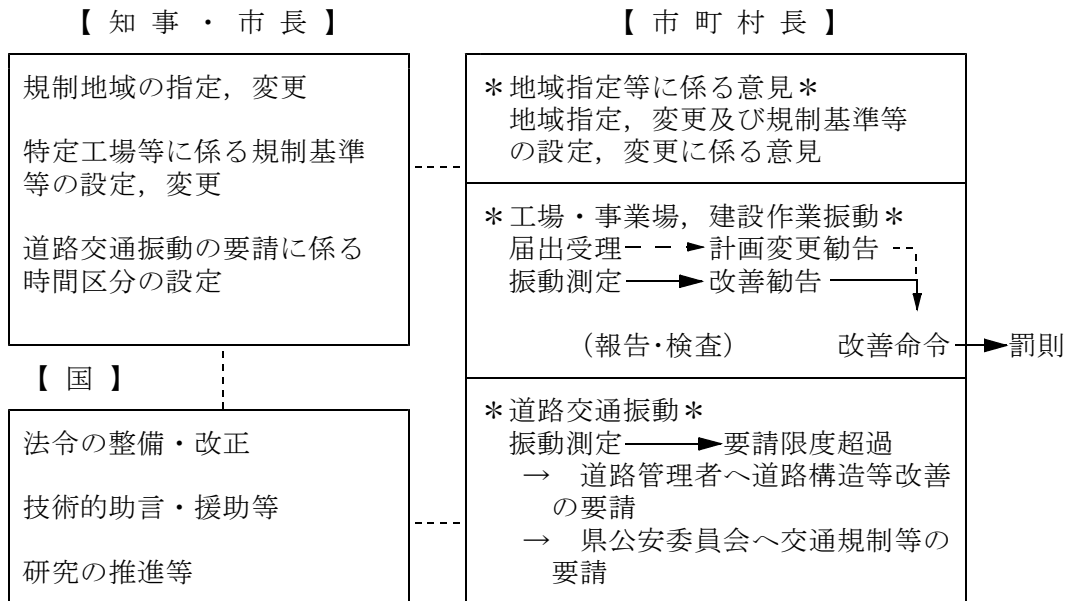 【 知 事 ・ 市 長 】
規制地域の指定，変更
特定工場等に係る規制基準
等の設定，変更
道路交通振動の要請に係る
時間区分の設定
【 国 】
法令の整備・改正
技術的助言・援助等
研究の推進等
【 市 町 村 長 】
＊地域指定等に係る意見＊
地域指定，変更及び規制基準等
の設定，変更に係る意見
＊工場・事業場，建設作業振動＊
届出受理 計画変更勧告
振動測定 改善勧告
（報告･検査） 改善命令 罰則
＊道路交通振動＊
振動測定 要請限度超過
→ 道路管理者へ道路構造等改善
の要請
→ 県公安委員会へ交通規制等の
要請